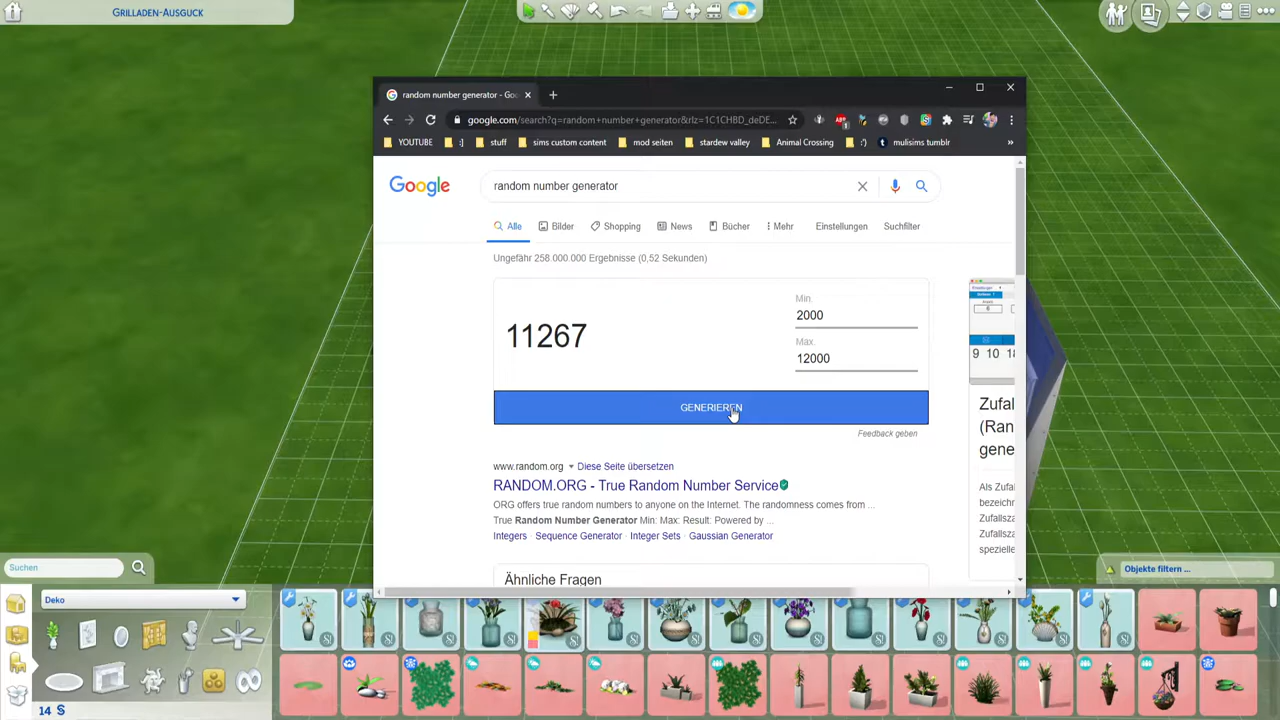 Grilladen-Ausguck
random number generator - Goo
google.com/search?q=random+number+generator&rlz=1C1CHBD_deDE...
YOUTUBE :] stuff sims custom content mod seiten stardew valley Animal Crossing :') mulisims tumblr »
Google random number generator
Alle Bilder Shopping News Bücher Mehr Einstellungen Suchfilter
Ungefähr 258.000.000 Ergebnisse (0,52 Sekunden)
Min.
2000
11267
Max.
12000
GENERIEREN
Feedback geben
9 10
Zufal
(Ran
gene
www.random.org Diese Seite übersetzen
RANDOM.ORG - True Random Number Service
ORG offers true random numbers to anyone on the Internet. The randomness comes from ...
True Random Number Generator Min: Max: Result: Powered by ...
Integers · Sequence Generator · Integer Sets · Gaussian Generator
Als Zufal
bezeichn
Zufallsza
Zufallsza
spezielle
Ähnliche Fragen
Suchen
Objekte filtern ...
Deko
14 $